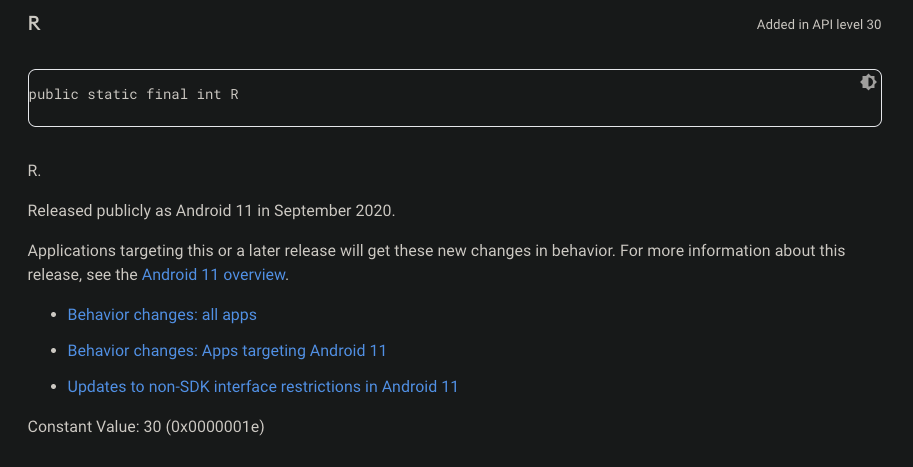 R
Added in API level 30
public static final int R
R.
Released publicly as Android 11 in September 2020.
Applications targeting this or a later release will get these new changes in behavior. For more information about this
release, see the Android 11 overview.
• Behavior changes: all apps
• Behavior changes: Apps targeting Android 11
• Updates to non-SDK interface restrictions in Android 11
Constant Value: 30 (0x0000001e)